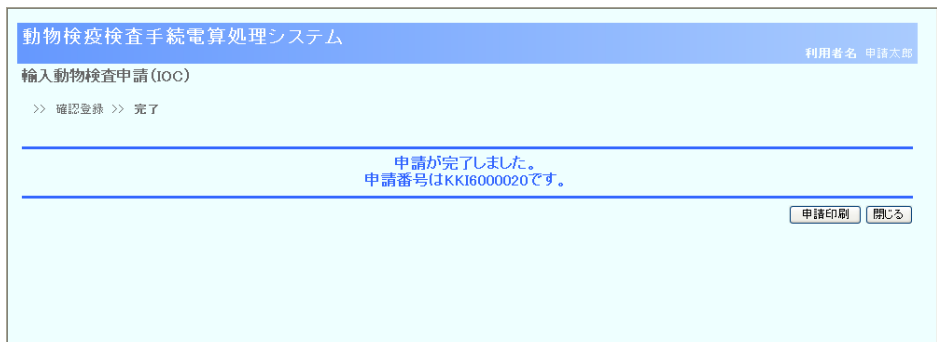 動物検疫検査手続電算処理システム
利用者名 申請太郎
輸入動物検査申請(IOC)
>> 確認登録 >> 完了
申請が完了しました。
申請番号はKKI6000020です。
申請印刷 閉じる